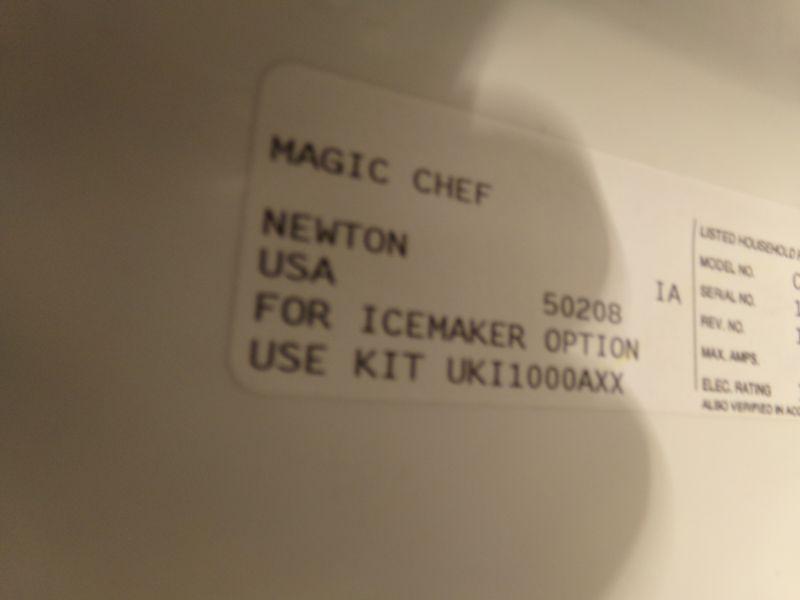 MAGIC CHEF
NEWTON
USA
50208 IA
FOR ICEMAKER OPTION
USE KIT UKI1000AXX
LISTED HOUSEHOLD
MODEL NO.
SERIAL NO.
REV. NO.
MAX. AMPS.
ELEC. RATING
ALSO VERIFIED IN